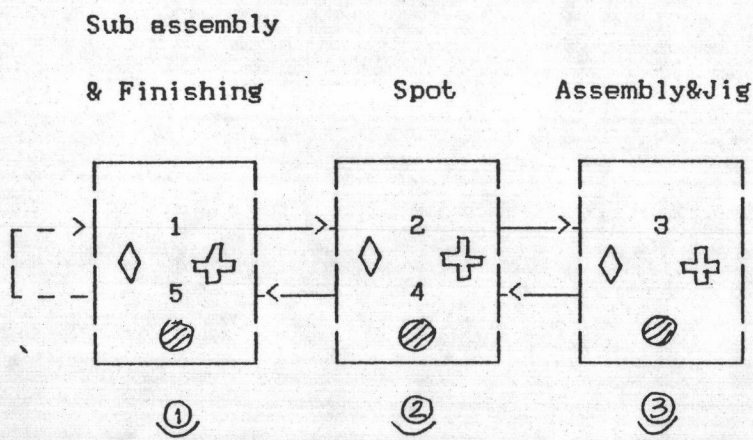 Sub assembly
& Finishing Spot Assembly&Jig
1 2 3
5 4
① ② ③